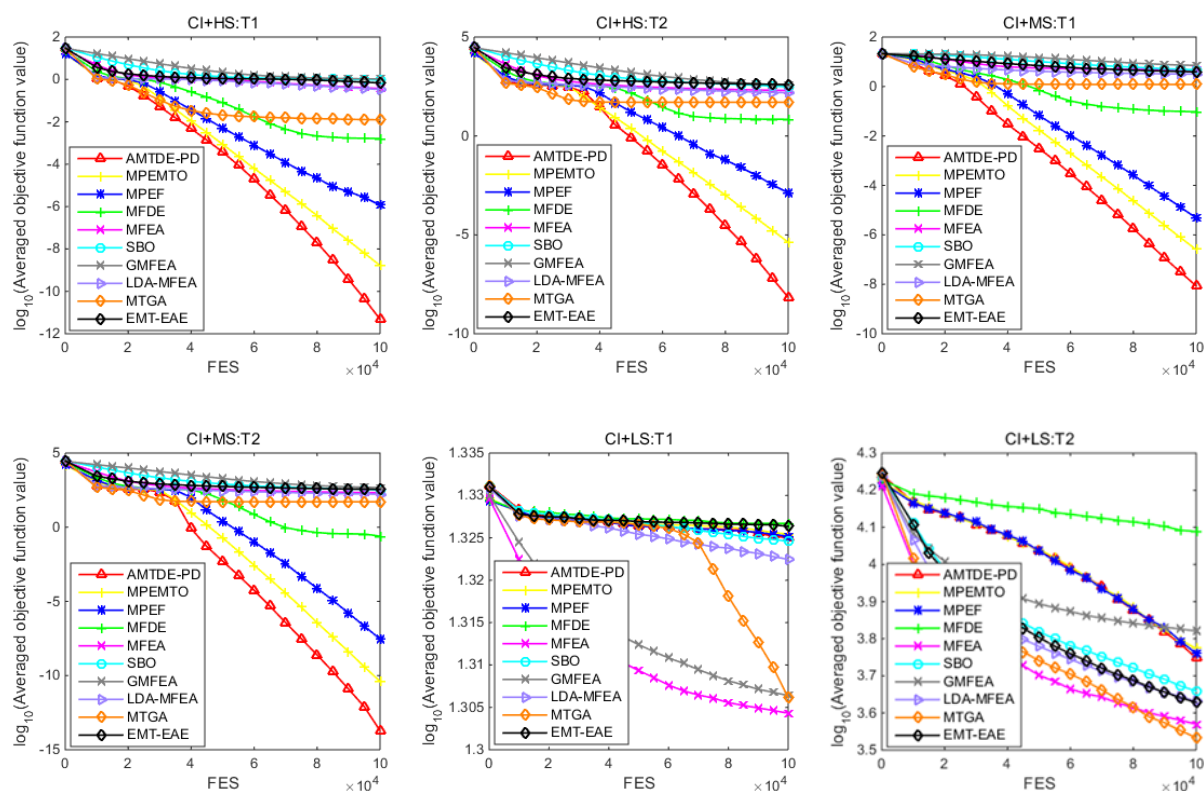 CI+HS:T1
log10(Averaged objective function value)
2
0
-2
-4
-6
-8
-10
-12
AMTDE-PD
MPEMTO
MPEF
MFDE
MFEA
SBO
GMFEA
LDA-MFEA
MTGA
EMT-EAE
0 2 4 6 8 10
FES × 10^4
CI+HS:T2
log10(Averaged objective function value)
5
0
-5
-10
AMTDE-PD
MPEMTO
MPEF
MFDE
MFEA
SBO
GMFEA
LDA-MFEA
MTGA
EMT-EAE
0 2 4 6 8 10
FES × 10^4
CI+MS:T1
log10(Averaged objective function value)
2
0
-2
-4
-6
-8
-10
AMTDE-PD
MPEMTO
MPEF
MFDE
MFEA
SBO
GMFEA
LDA-MFEA
MTGA
EMT-EAE
0 2 4 6 8 10
FES × 10^4
CI+MS:T2
log10(Averaged objective function value)
5
0
-5
-10
-15
AMTDE-PD
MPEMTO
MPEF
MFDE
MFEA
SBO
GMFEA
LDA-MFEA
MTGA
EMT-EAE
0 2 4 6 8 10
FES × 10^4
CI+LS:T1
log10(Averaged objective function value)
1.335
1.33
1.325
1.32
1.315
1.31
1.305
1.3
AMTDE-PD
MPEMTO
MPEF
MFDE
MFEA
SBO
GMFEA
LDA-MFEA
MTGA
EMT-EAE
0 2 4 6 8 10
FES × 10^4
CI+LS:T2
log10(Averaged objective function value)
4.3
4.2
4.1
4
3.9
3.8
3.7
3.6
3.5
AMTDE-PD
MPEMTO
MPEF
MFDE
MFEA
SBO
GMFEA
LDA-MFEA
MTGA
EMT-EAE
0 2 4 6 8 10
FES × 10^4